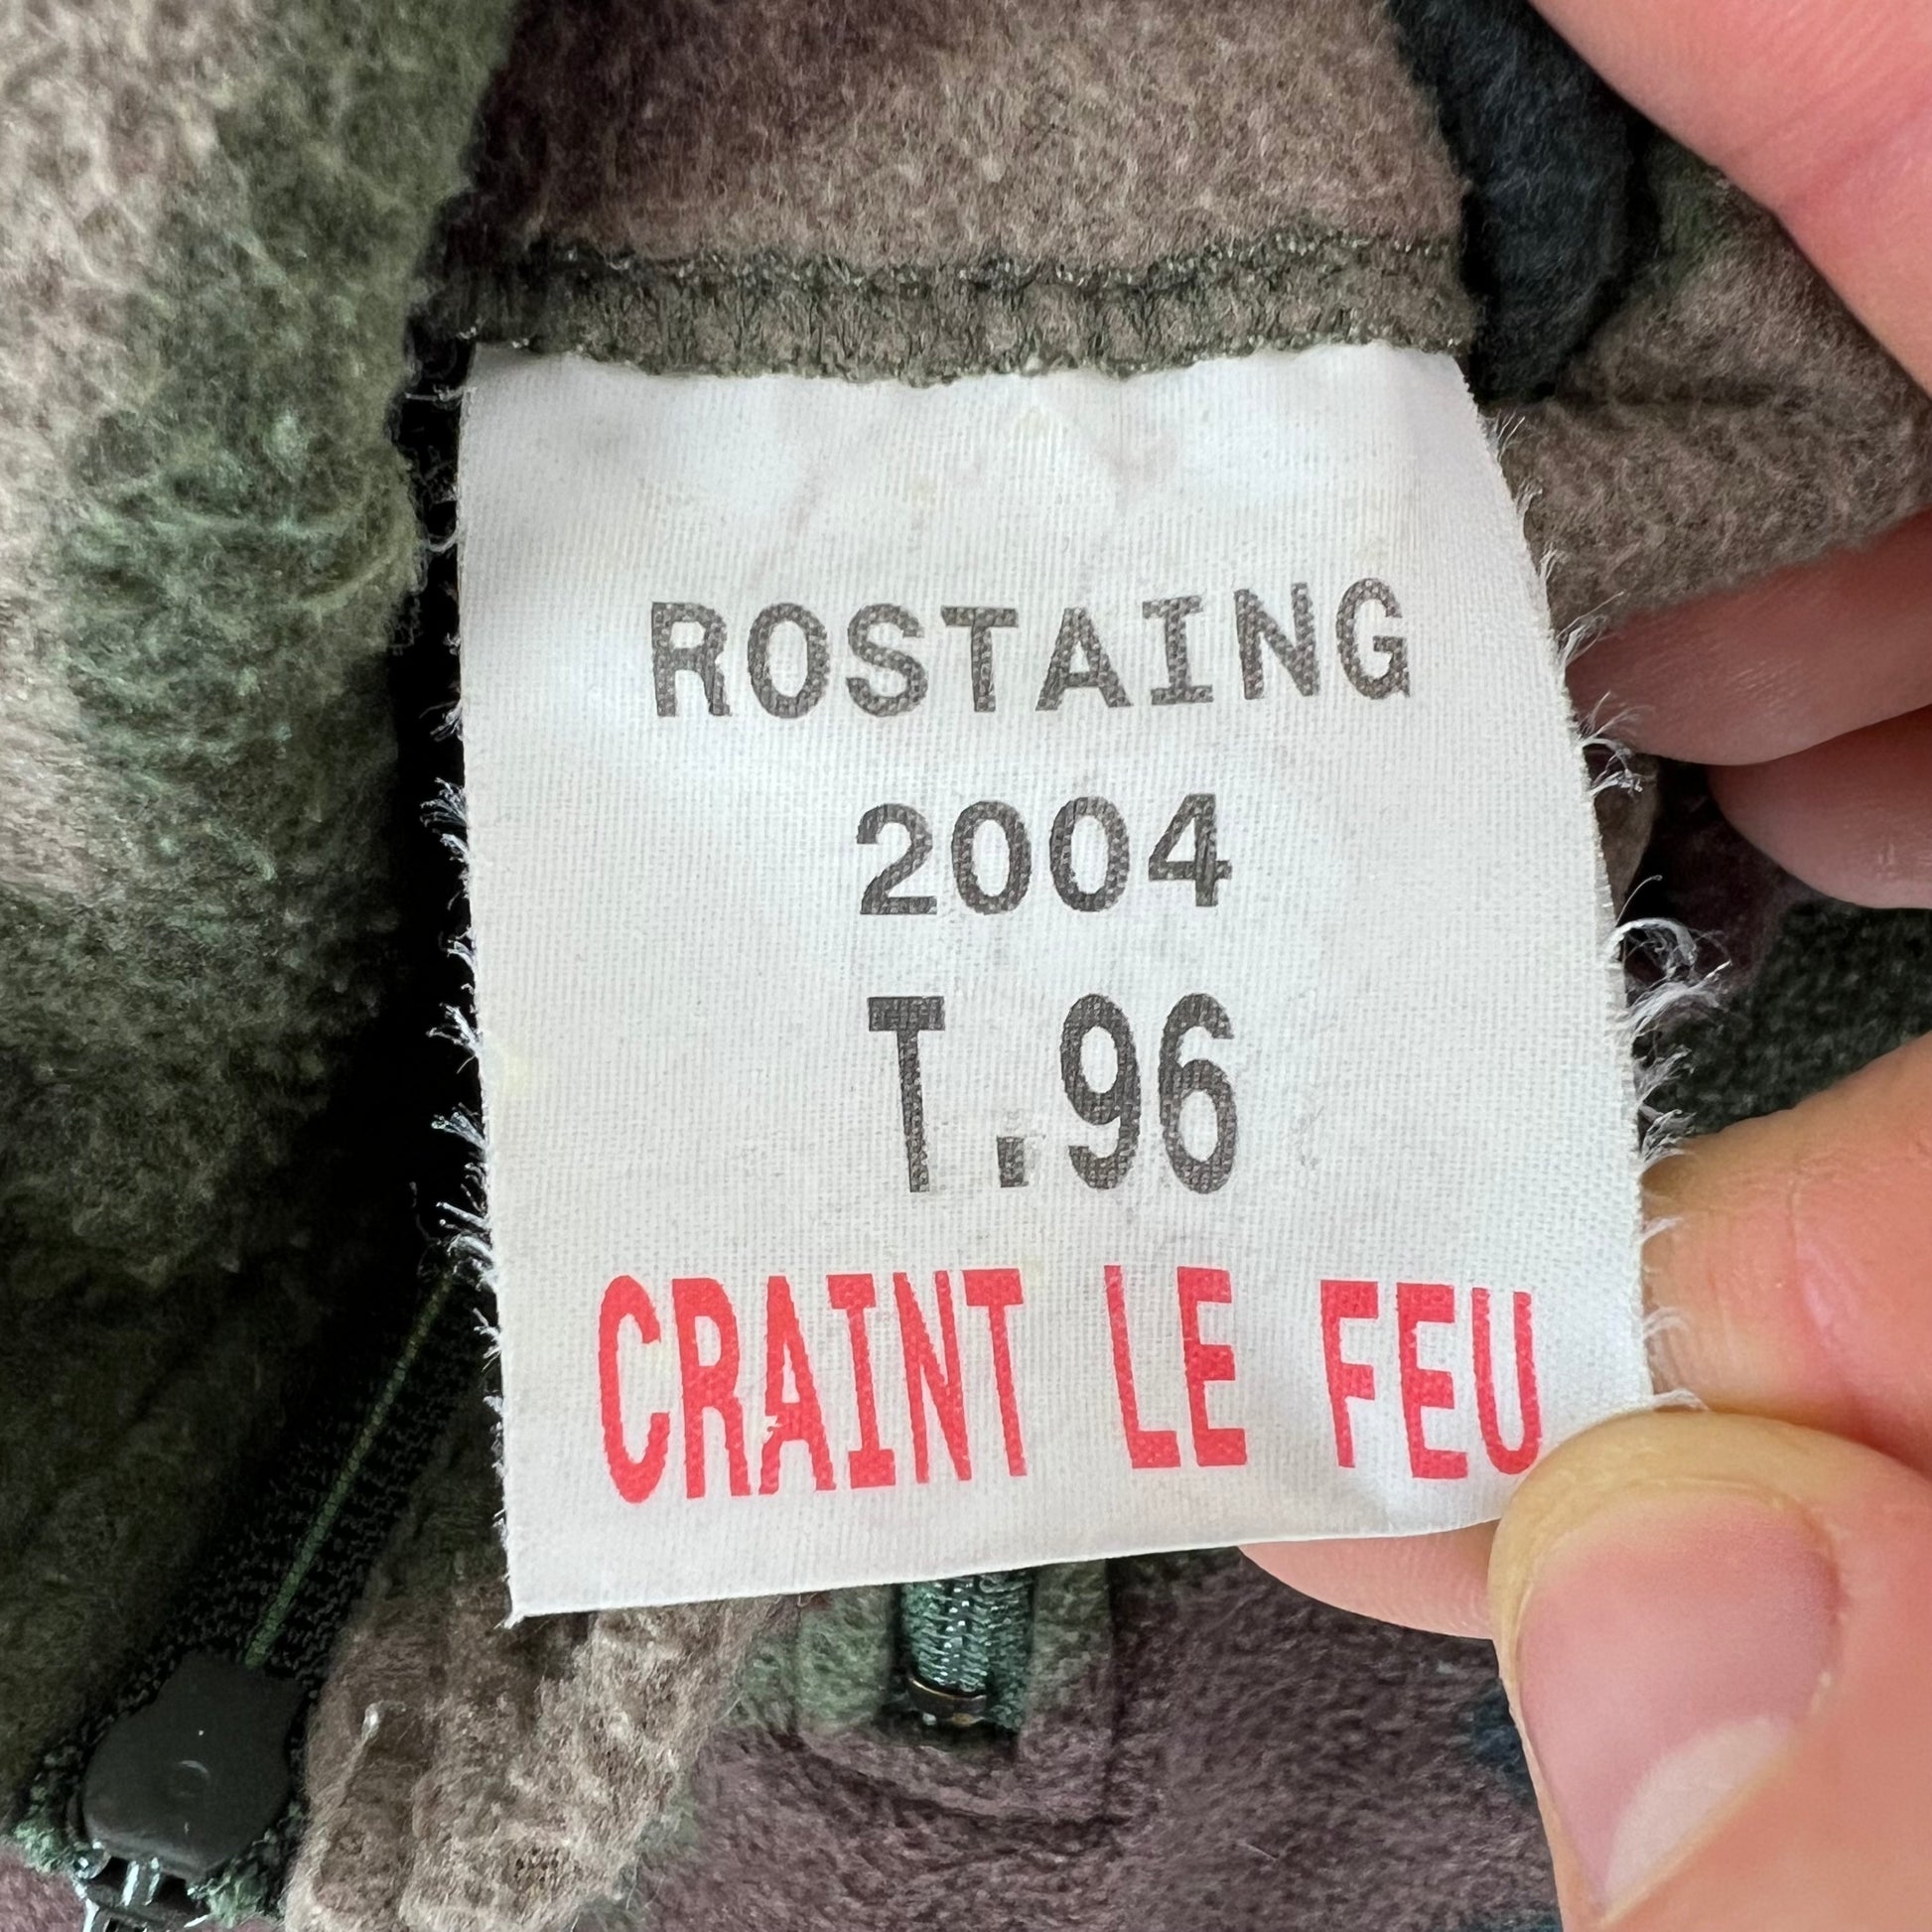 ROSTAING
2004
T.96
CRAINT LE FEU